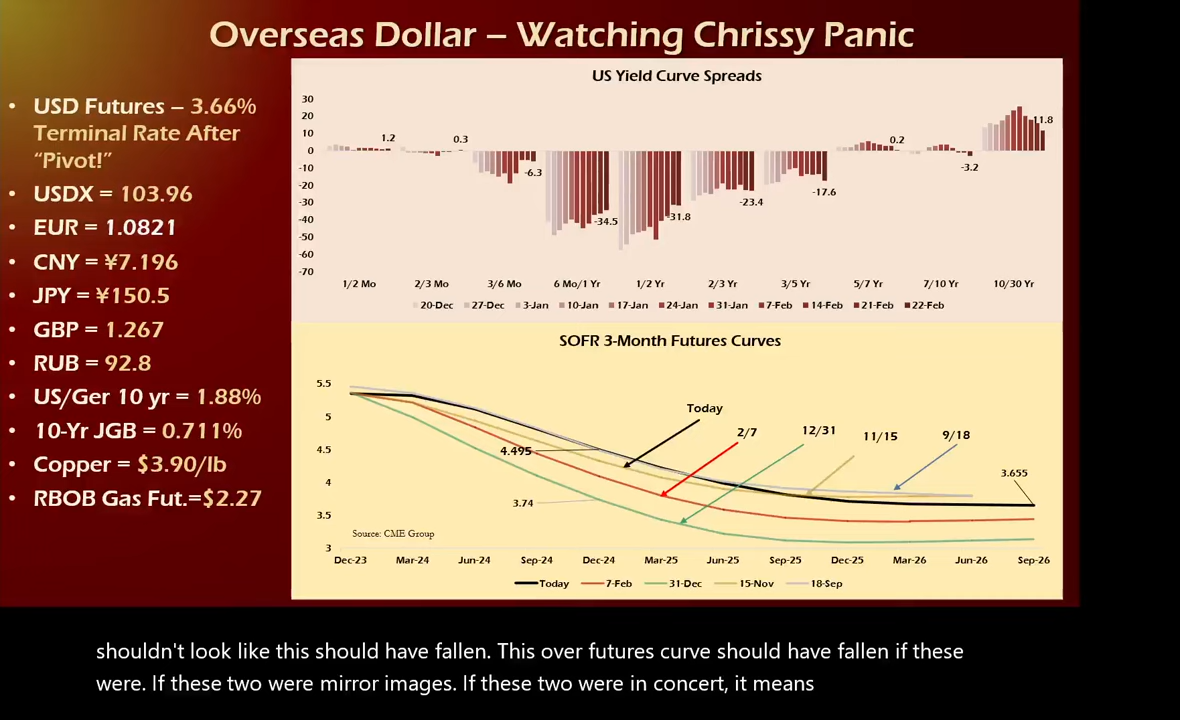 Overseas Dollar – Watching Chrissy Panic
• USD Futures – 3.66%
Terminal Rate After
“Pivot!”
• USDX = 103.96
• EUR = 1.0821
• CNY = ¥7.196
• JPY = ¥150.5
• GBP = 1.267
• RUB = 92.8
• US/Ger 10 yr = 1.88%
• 10-Yr JGB = 0.711%
• Copper = $3.90/lb
• RBOB Gas Fut.=$2.27
US Yield Curve Spreads
30
20
10
0
-10
-20
-30
-40
-50
-60
-70
1.2
0.3
-6.3
-34.5
-31.8
-23.4
-17.6
0.2
-3.2
11.8
1/2 Mo 2/3 Mo 3/6 Mo 6 Mo/1 Yr 1/2 Yr 2/3 Yr 3/5 Yr 5/7 Yr 7/10 Yr 10/30 Yr
20-Dec 27-Dec 3-Jan 10-Jan 17-Jan 24-Jan 31-Jan 7-Feb 14-Feb 21-Feb 22-Feb
SOFR 3-Month Futures Curves
5.5
5
4.5
4
3.5
3
Today
2/7
12/31
11/15
9/18
4.495
3.74
3.655
Source: CME Group
Dec-23 Mar-24 Jun-24 Sep-24 Dec-24 Mar-25 Jun-25 Sep-25 Dec-25 Mar-26 Jun-26 Sep-26
Today 7-Feb 31-Dec 15-Nov 18-Sep
shouldn't look like this should have fallen. This over futures curve should have fallen if these
were. If these two were mirror images. If these two were in concert, it means